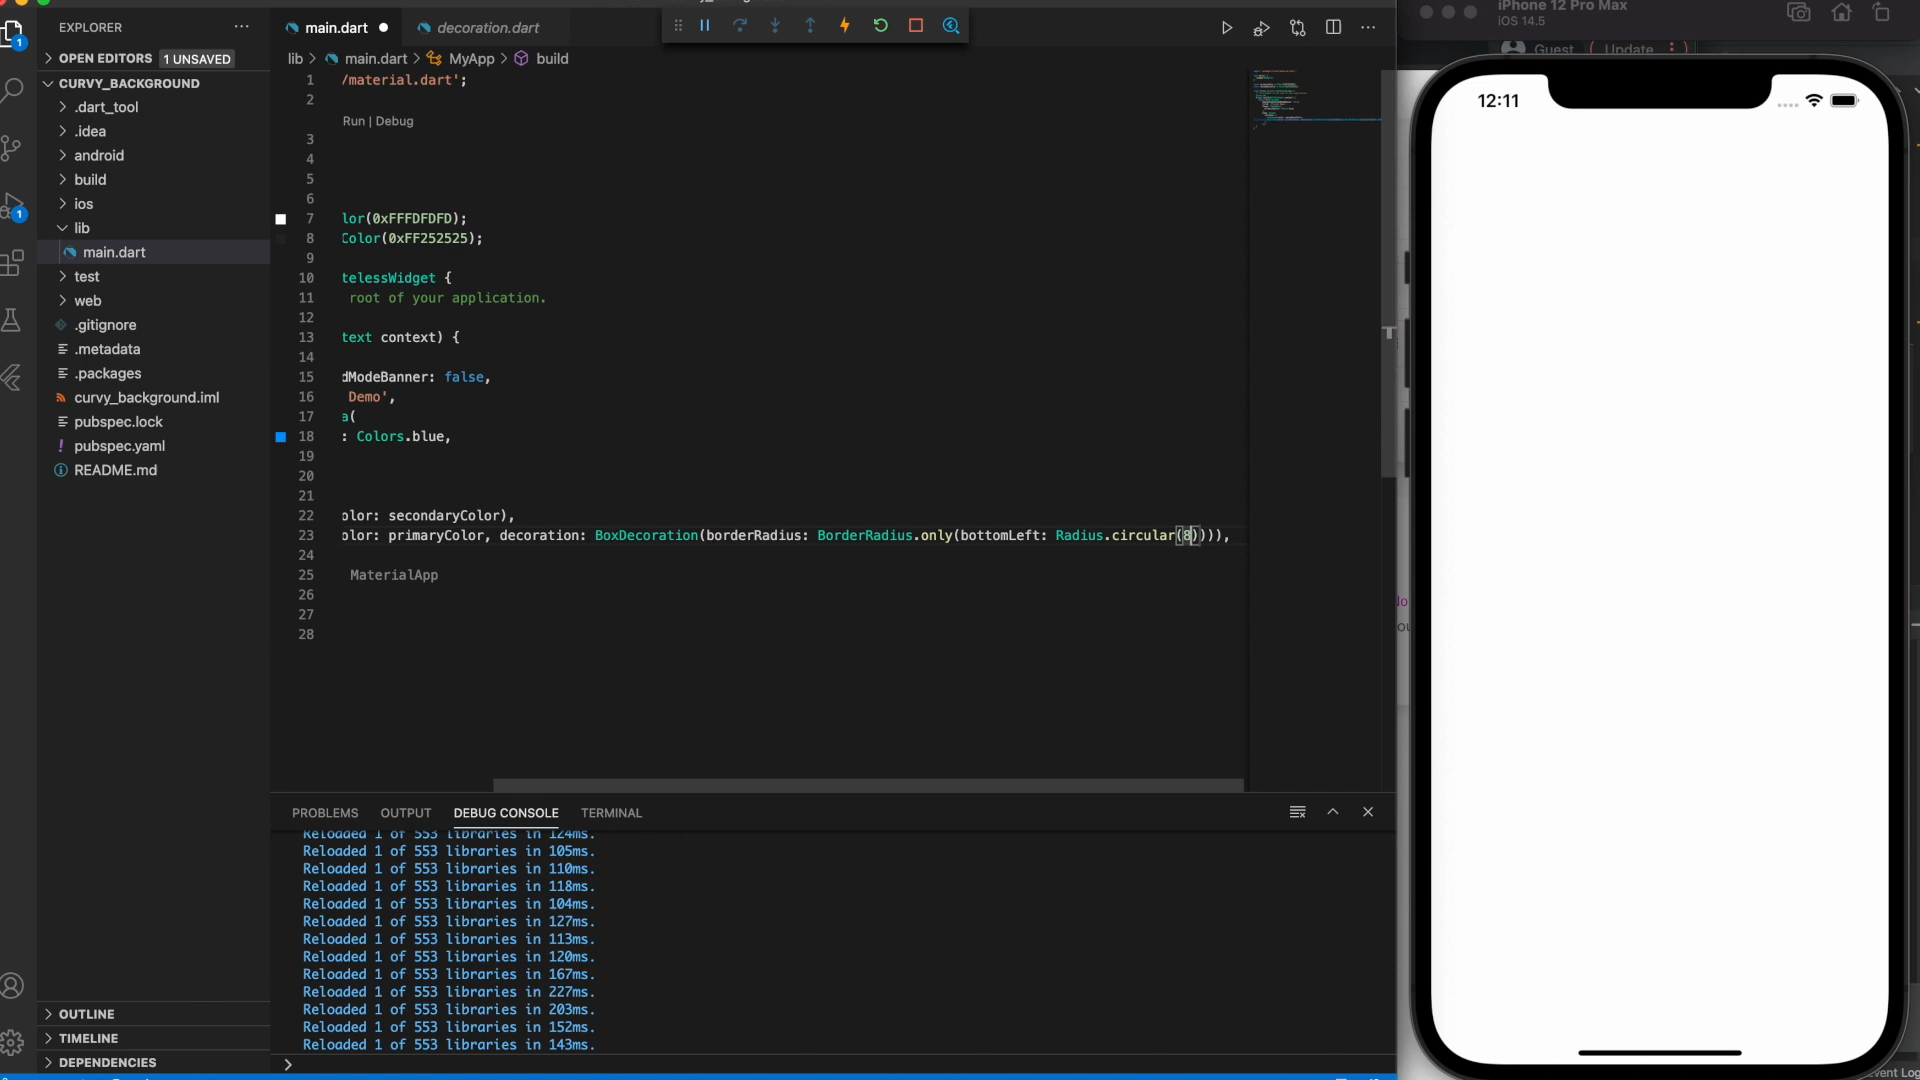 EXPLORER
OPEN EDITORS 1 UNSAVED
CURVY_BACKGROUND
.dart_tool
.idea
android
build
ios
lib
main.dart
test
web
.gitignore
.metadata
.packages
curvy_background.iml
pubspec.lock
pubspec.yaml
README.md
OUTLINE
TIMELINE
DEPENDENCIES
1
1
main.dart
decoration.dart
lib > main.dart > MyApp > build
1 /material.dart';
2
Run | Debug
3
4
5
6
7 lor(0xFFFDFDFD);
8 Color(0xFF252525);
9
10 telessWidget {
11 root of your application.
12
13 text context) {
14
15 dModeBanner: false,
16 Demo',
17 a(
18 : Colors.blue,
19
20
21
22 olor: secondaryColor),
23 olor: primaryColor, decoration: BoxDecoration(borderRadius: BorderRadius.only(bottomLeft: Radius.circular(8)))),
24
25 MaterialApp
26
27
28
PROBLEMS OUTPUT DEBUG CONSOLE TERMINAL
Reloaded 1 of 553 libraries in 124ms.
Reloaded 1 of 553 libraries in 105ms.
Reloaded 1 of 553 libraries in 110ms.
Reloaded 1 of 553 libraries in 118ms.
Reloaded 1 of 553 libraries in 104ms.
Reloaded 1 of 553 libraries in 127ms.
Reloaded 1 of 553 libraries in 113ms.
Reloaded 1 of 553 libraries in 120ms.
Reloaded 1 of 553 libraries in 167ms.
Reloaded 1 of 553 libraries in 227ms.
Reloaded 1 of 553 libraries in 203ms.
Reloaded 1 of 553 libraries in 152ms.
Reloaded 1 of 553 libraries in 143ms.
iPhone 12 Pro Max
iOS 14.5
Guest Update
12:11
vent Log